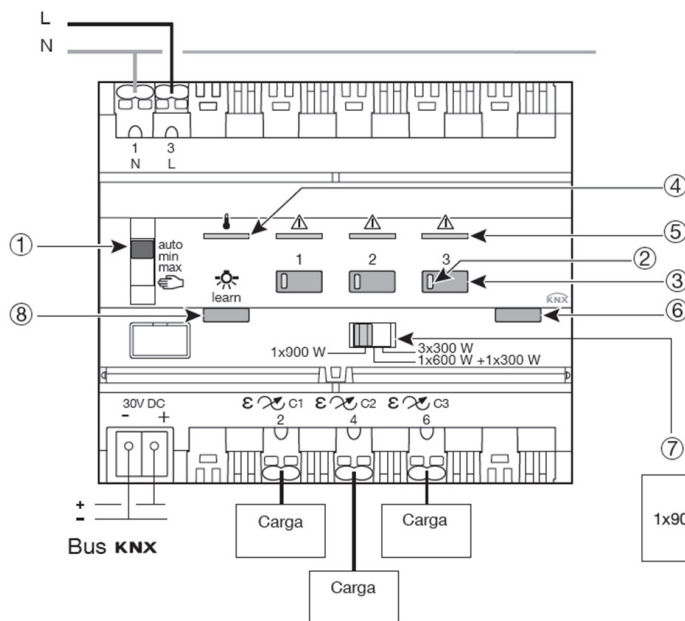 L
N
1 3
N L
④
⑤
①
auto
min
max
1 2 3
②
③
learn
KNX
⑧
⑥
1x900 W
3x300 W
1x600 W +1x300 W
30V DC
- +
ε C1 ε C2 ε C3
2 4 6
⑦
+
-
Bus KNX
Carga
Carga
Carga
1x90